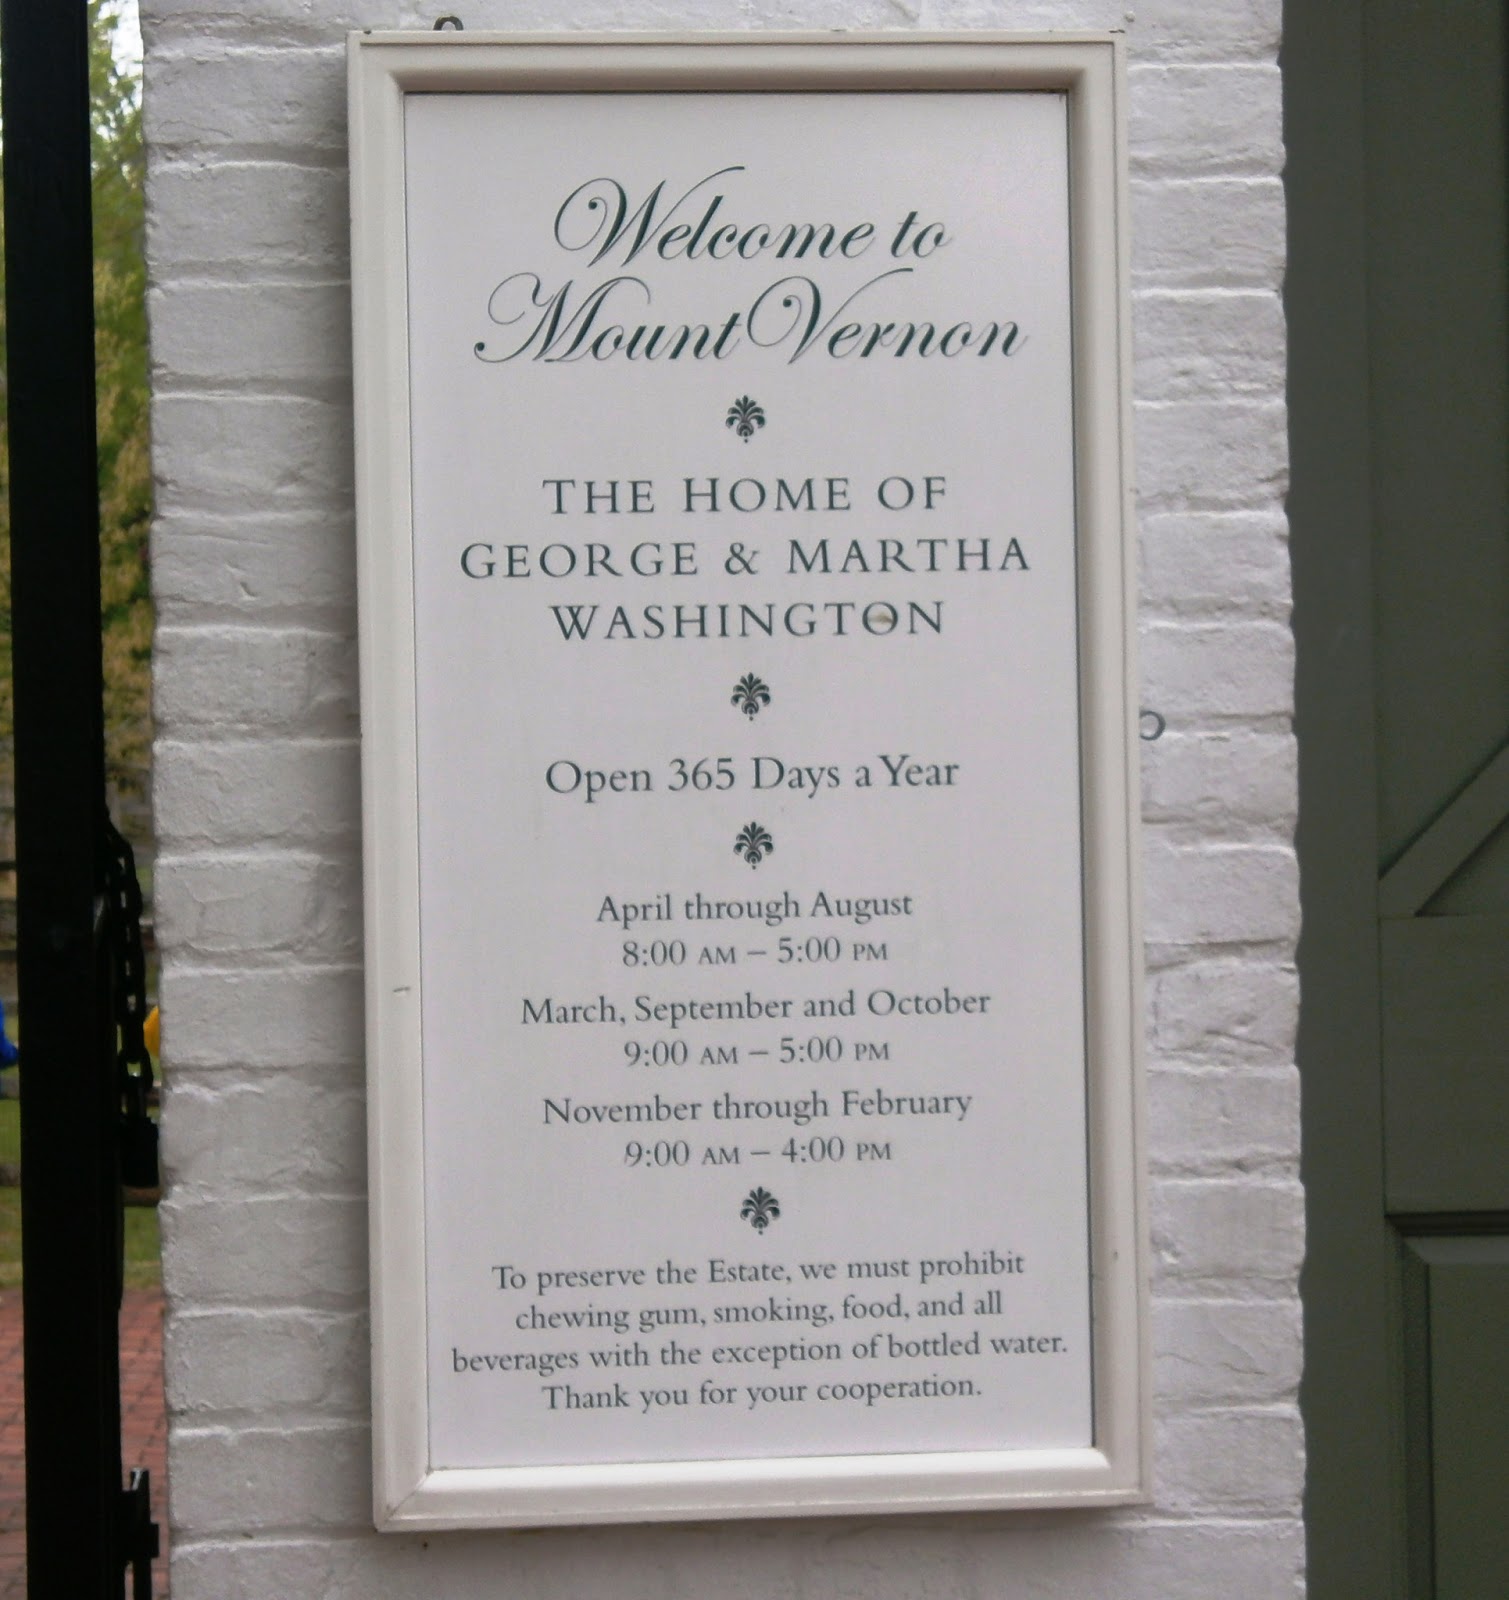 Welcome to
Mount Vernon
THE HOME OF
GEORGE & MARTHA
WASHINGTON
Open 365 Days a Year
April through August
8:00 AM – 5:00 PM
March, September and October
9:00 AM – 5:00 PM
November through February
9:00 AM – 4:00 PM
To preserve the Estate, we must prohibit
chewing gum, smoking, food, and all
beverages with the exception of bottled water.
Thank you for your cooperation.